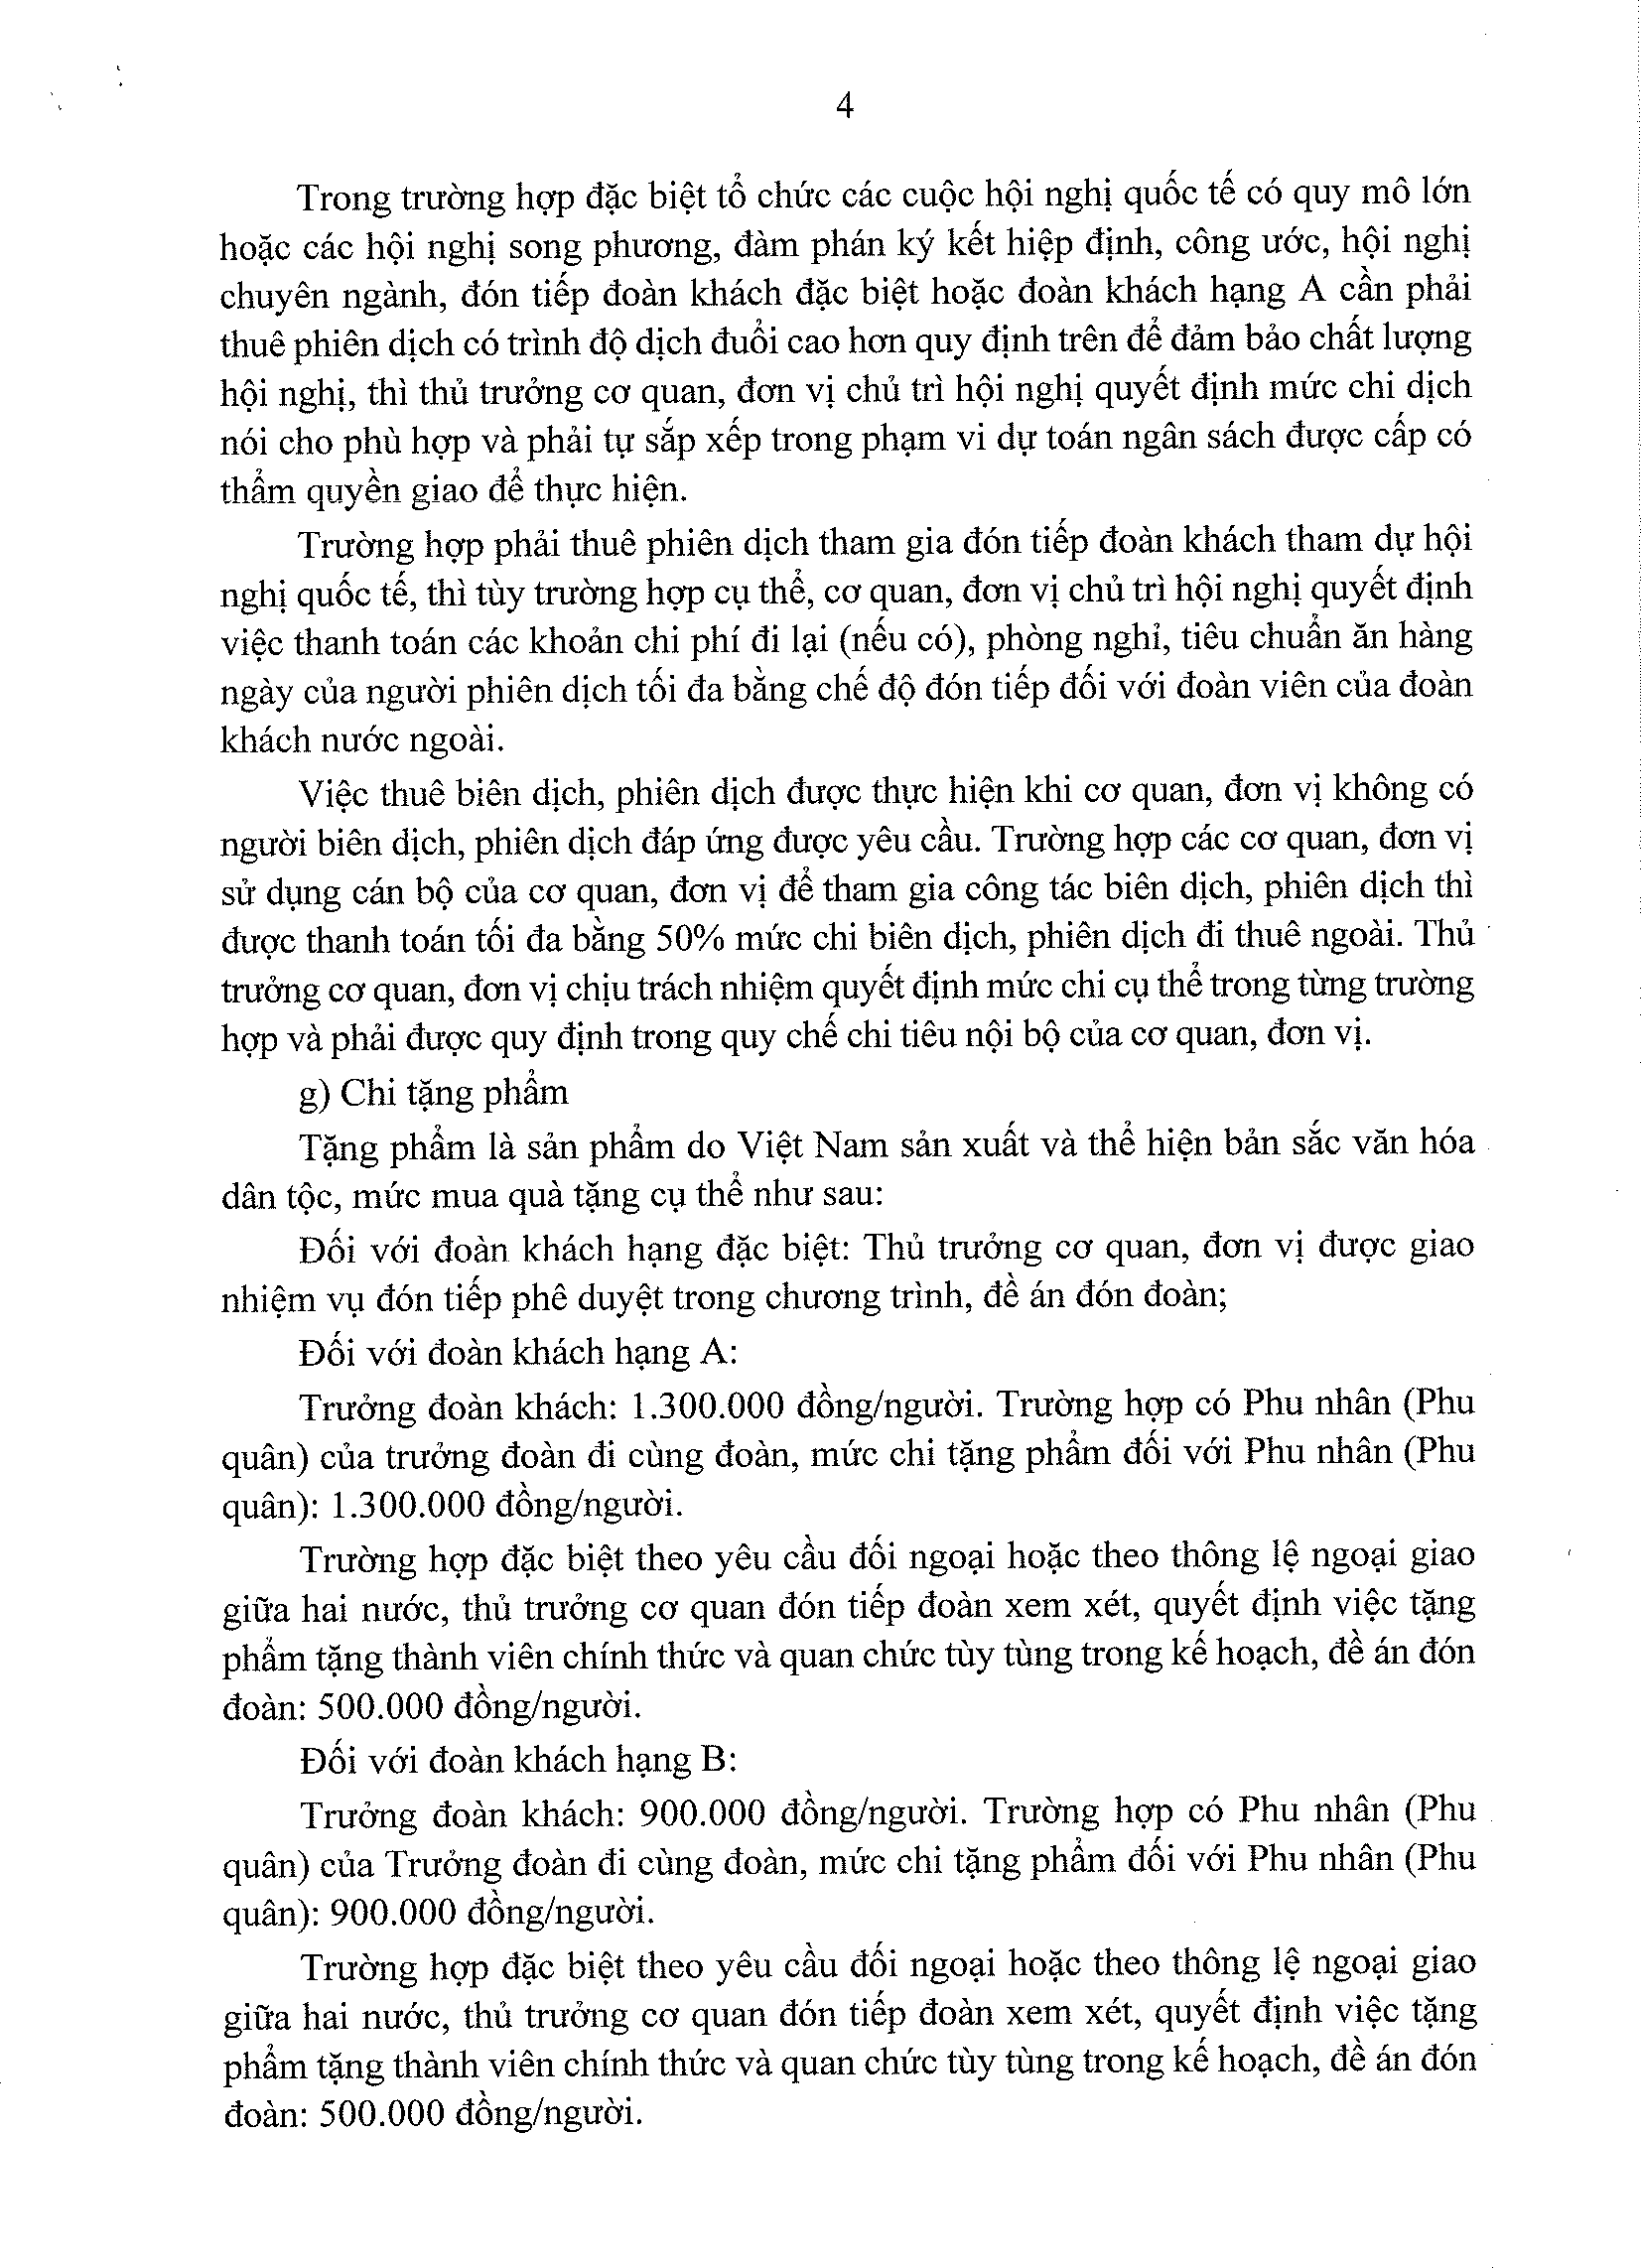 4
Trong trường hợp đặc biệt tổ chức các cuộc hội nghị quốc tế có quy mô lớn
hoặc các hội nghị song phương, đàm phán ký kết hiệp định, công ước, hội nghị
chuyên ngành, đón tiếp đoàn khách đặc biệt hoặc đoàn khách hạng A cần phải
thuê phiên dịch có trình độ dịch đuổi cao hơn quy định trên để đảm bảo chất lượng
hội nghị, thì thủ trưởng cơ quan, đơn vị chủ trì hội nghị quyết định mức chi dịch
nói cho phù hợp và phải tự sắp xếp trong phạm vi dự toán ngân sách được cấp có
thẩm quyền giao để thực hiện.
Trường hợp phải thuê phiên dịch tham gia đón tiếp đoàn khách tham dự hội
nghị quốc tế, thì tùy trường hợp cụ thể, cơ quan, đơn vị chủ trì hội nghị quyết định
việc thanh toán các khoản chi phí đi lại (nếu có), phòng nghỉ, tiêu chuẩn ăn hàng
ngày của người phiên dịch tối đa bằng chế độ đón tiếp đối với đoàn viên của đoàn
khách nước ngoài.
Việc thuê biên dịch, phiên dịch được thực hiện khi cơ quan, đơn vị không có
người biên dịch, phiên dịch đáp ứng được yêu cầu. Trường hợp các cơ quan, đơn vị
sử dụng cán bộ của cơ quan, đơn vị để tham gia công tác biên dịch, phiên dịch thì
được thanh toán tối đa bằng 50% mức chi biên dịch, phiên dịch đi thuê ngoài. Thủ
trưởng cơ quan, đơn vị chịu trách nhiệm quyết định mức chi cụ thể trong từng trường
hợp và phải được quy định trong quy chế chi tiêu nội bộ của cơ quan, đơn vị.
g) Chi tặng phẩm
Tặng phẩm là sản phẩm do Việt Nam sản xuất và thể hiện bản sắc văn hóa
dân tộc, mức mua quà tặng cụ thể như sau:
Đối với đoàn khách hạng đặc biệt: Thủ trưởng cơ quan, đơn vị được giao
nhiệm vụ đón tiếp phê duyệt trong chương trình, đề án đón đoàn;
Đối với đoàn khách hạng A:
Trưởng đoàn khách: 1.300.000 đồng/người. Trường hợp có Phu nhân (Phu
quân) của trưởng đoàn đi cùng đoàn, mức chi tặng phẩm đối với Phu nhân (Phu
quân): 1.300.000 đồng/người.
Trường hợp đặc biệt theo yêu cầu đối ngoại hoặc theo thông lệ ngoại giao
giữa hai nước, thủ trưởng cơ quan đón tiếp đoàn xem xét, quyết định việc tặng
phẩm tặng thành viên chính thức và quan chức tùy tùng trong kế hoạch, đề án đón
đoàn: 500.000 đồng/người.
Đối với đoàn khách hạng B:
Trưởng đoàn khách: 900.000 đồng/người. Trường hợp có Phu nhân (Phu
quân) của Trưởng đoàn đi cùng đoàn, mức chi tặng phẩm đối với Phu nhân (Phu
quân): 900.000 đồng/người.
Trường hợp đặc biệt theo yêu cầu đối ngoại hoặc theo thông lệ ngoại giao
giữa hai nước, thủ trưởng cơ quan đón tiếp đoàn xem xét, quyết định việc tặng
phẩm tặng thành viên chính thức và quan chức tùy tùng trong kế hoạch, đề án đón
đoàn: 500.000 đồng/người.